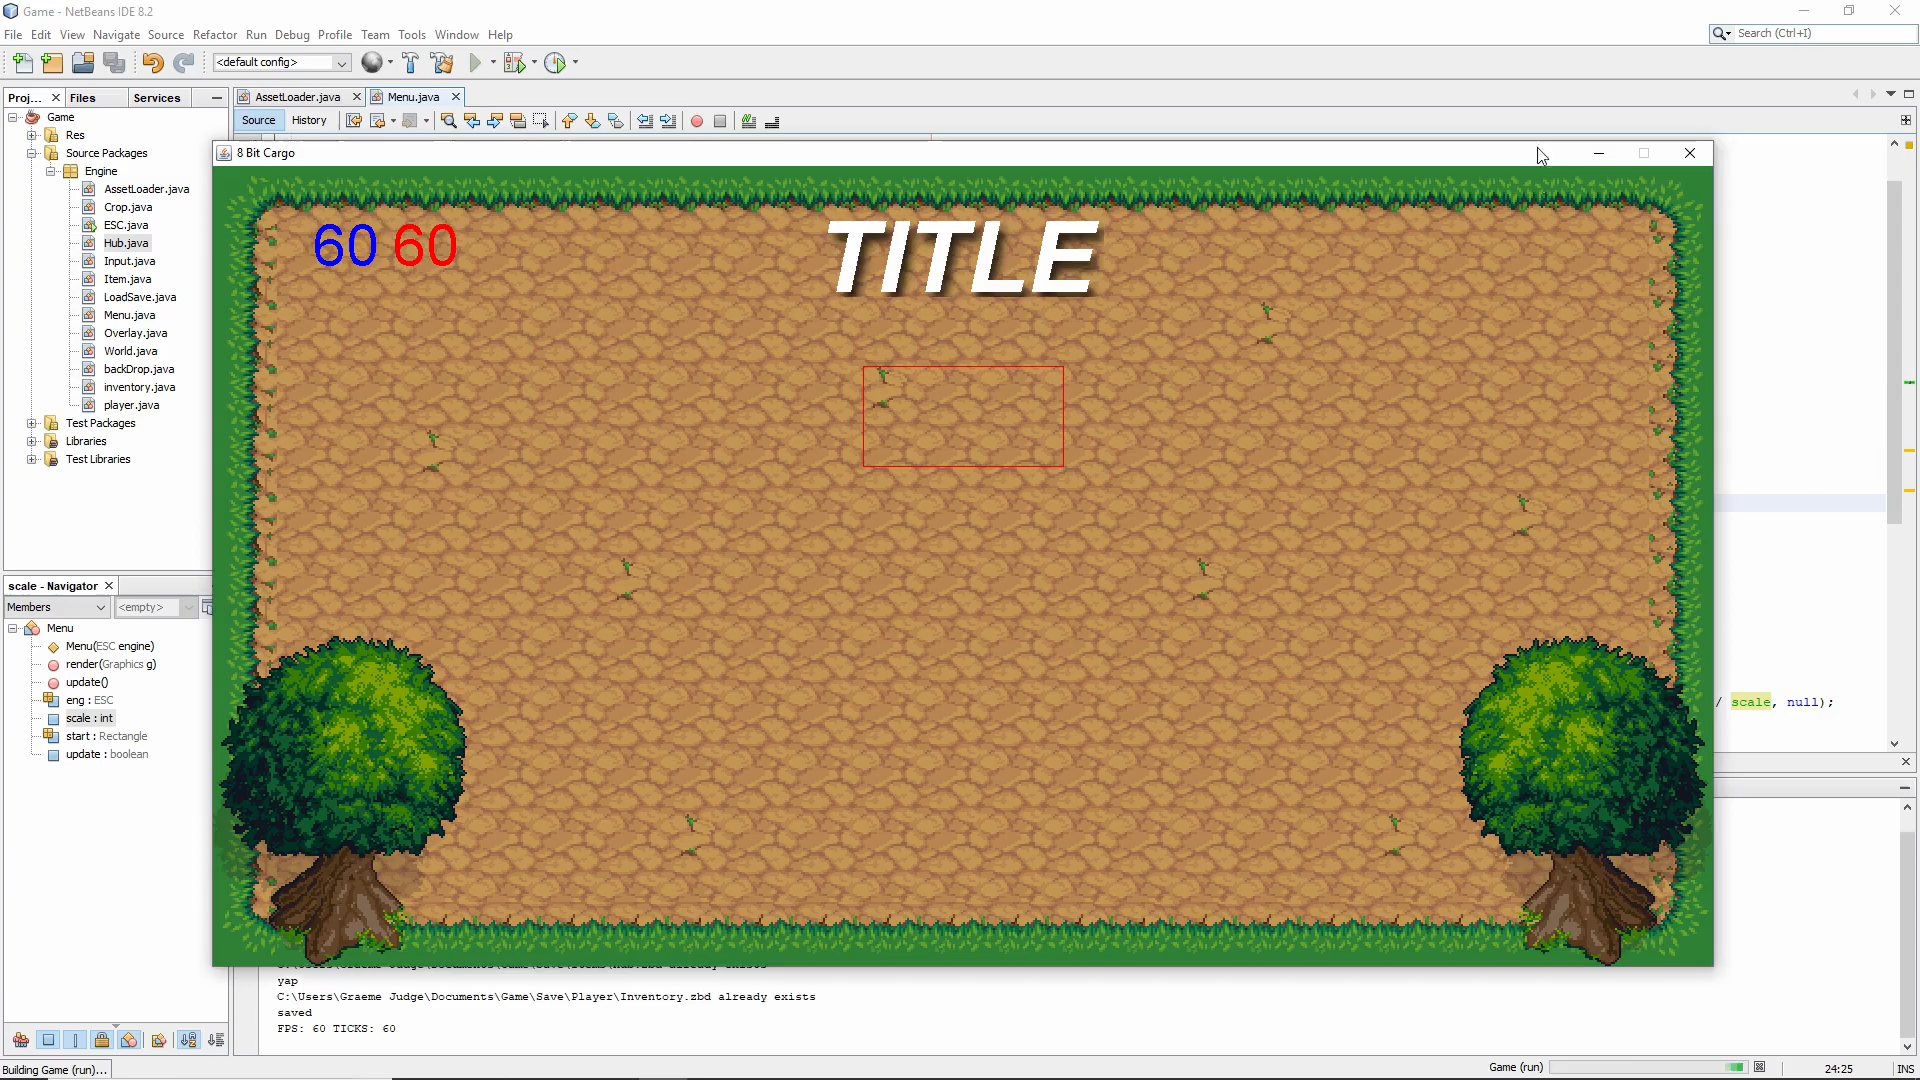 Game - NetBeans IDE 8.2
File Edit View Navigate Source Refactor Run Debug Profile Team Tools Window Help
Search (Ctrl+I)
<default config>
Proj... Files Services
AssetLoader.java Menu.java
Source History
Game
Res
Source Packages
Engine
AssetLoader.java
Crop.java
ESC.java
Hub.java
Input.java
Item.java
LoadSave.java
Menu.java
Overlay.java
World.java
backDrop.java
inventory.java
player.java
Test Packages
Libraries
Test Libraries
8 Bit Cargo
60 60
TITLE
/ scale, null);
scale - Navigator
Members <empty>
Menu
Menu(ESC engine)
render(Graphics g)
update()
eng : ESC
scale : int
start : Rectangle
update : boolean
yap
C:\Users\Graeme Judge\Documents\Game\Save\Player\Inventory.zbd already exists
saved
FPS: 60 TICKS: 60
Building Game (run)...
Game (run)
24:25 INS